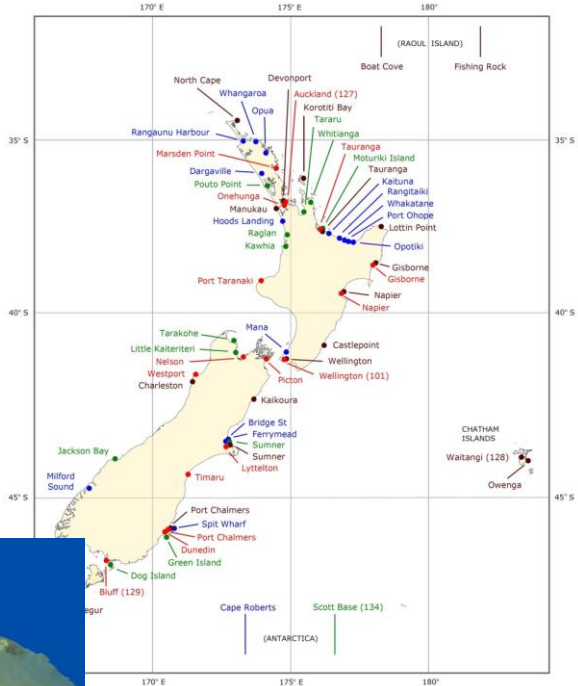 170° E
175° E
180°
(RAOUL ISLAND)
Boat Cove
Fishing Rock
North Cape
Devonport
Whangaroa
Auckland (127)
Opua
Korotiti Bay
Tararu
Rangaunu Harbour
Whitianga
35° S
35° S
Marsden Point
Tauranga
Moturiki Island
Dargaville
Tauranga
Pouto Point
Kaituna
Onehunga
Rangitaiki
Manukau
Whakatane
Hoods Landing
Port Ohope
Lottin Point
Raglan
Opotiki
Kawhia
Gisborne
Port Taranaki
Gisborne
Napier
Napier
40° S
40° S
Mana
Tarakohe
Castlepoint
Little Kaiteriteri
Wellington
Nelson
Westport
Picton
Wellington (101)
Charleston
Kaikoura
Bridge St
Ferrymead
CHATHAM
ISLANDS
Jackson Bay
Sumner
Sumner
Waitangi (128)
Lyttelton
Milford
Sound
Timaru
Owenga
45° S
45° S
Port Chalmers
Spit Wharf
Port Chalmers
Dunedin
Green Island
Dog Island
Bluff (129)
egur
Cape Roberts
Scott Base (134)
(ANTARCTICA)
170° E
175° E
180°